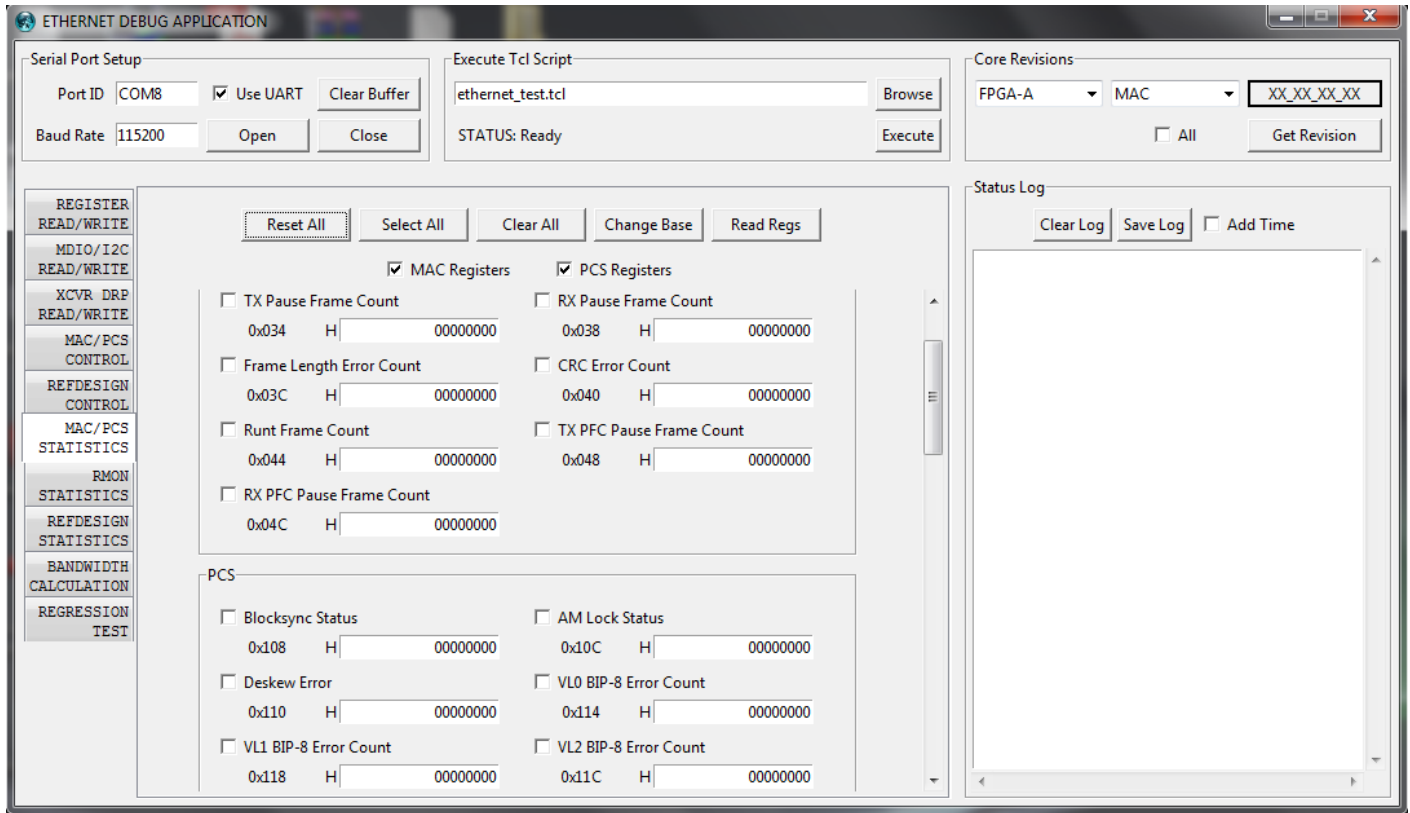 ETHERNET DEBUG APPLICATION
Serial Port Setup
Port ID COM8 Use UART Clear Buffer
Baud Rate 115200 Open Close
Execute Tcl Script
ethernet_test.tcl Browse
STATUS: Ready Execute
Core Revisions
FPGA-A MAC XX_XX_XX_XX
All Get Revision
REGISTER
READ/WRITE
MDIO/I2C
READ/WRITE
XCVR DRP
READ/WRITE
MAC/PCS
CONTROL
REFDESIGN
CONTROL
MAC/PCS
STATISTICS
RMON
STATISTICS
REFDESIGN
STATISTICS
BANDWIDTH
CALCULATION
REGRESSION
TEST
Reset All Select All Clear All Change Base Read Regs
MAC Registers PCS Registers
TX Pause Frame Count RX Pause Frame Count
0x034 H 00000000 0x038 H 00000000
Frame Length Error Count CRC Error Count
0x03C H 00000000 0x040 H 00000000
Runt Frame Count TX PFC Pause Frame Count
0x044 H 00000000 0x048 H 00000000
RX PFC Pause Frame Count
0x04C H 00000000
PCS
Blocksync Status AM Lock Status
0x108 H 00000000 0x10C H 00000000
Deskew Error VL0 BIP-8 Error Count
0x110 H 00000000 0x114 H 00000000
VL1 BIP-8 Error Count VL2 BIP-8 Error Count
0x118 H 00000000 0x11C H 00000000
Status Log
Clear Log Save Log Add Time